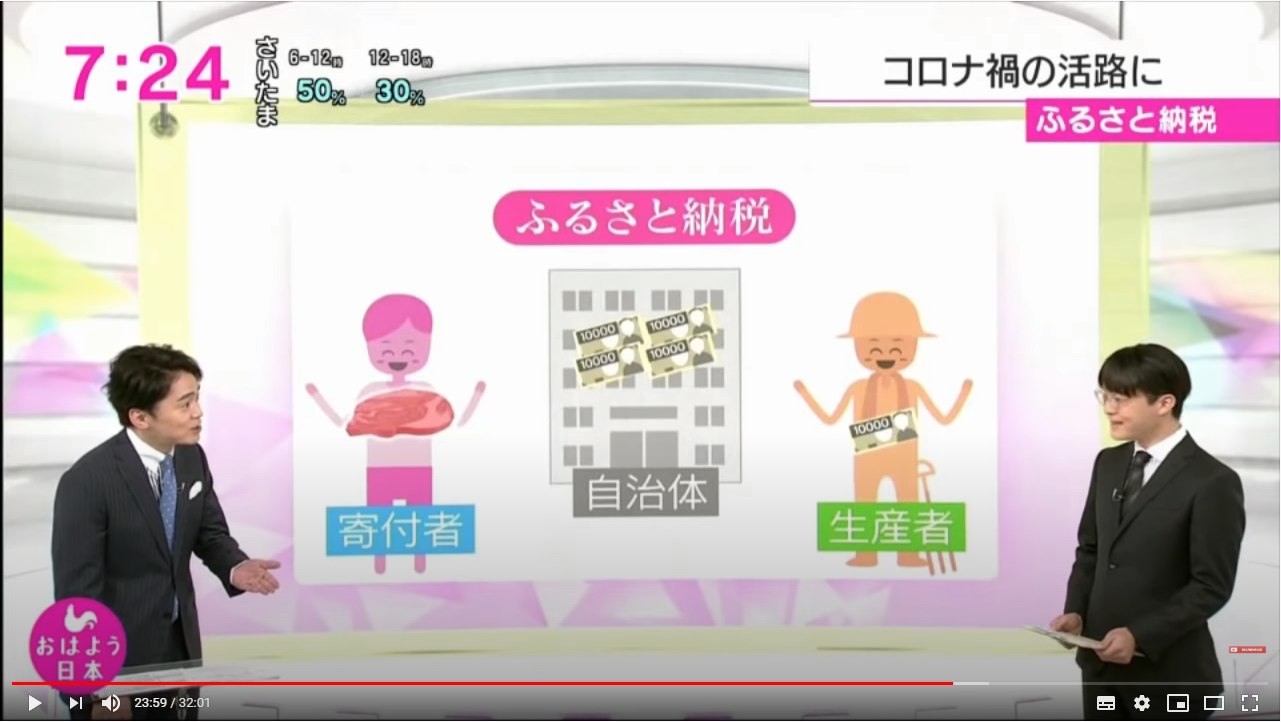 7:24
さいたま
6-12時 12-18時
50% 30%
コロナ禍の活路に
ふるさと納税
ふるさと納税
10000 10000
10000 10000
10000
自治体
寄付者
生産者
おはよう
日本
23:59 / 32:01